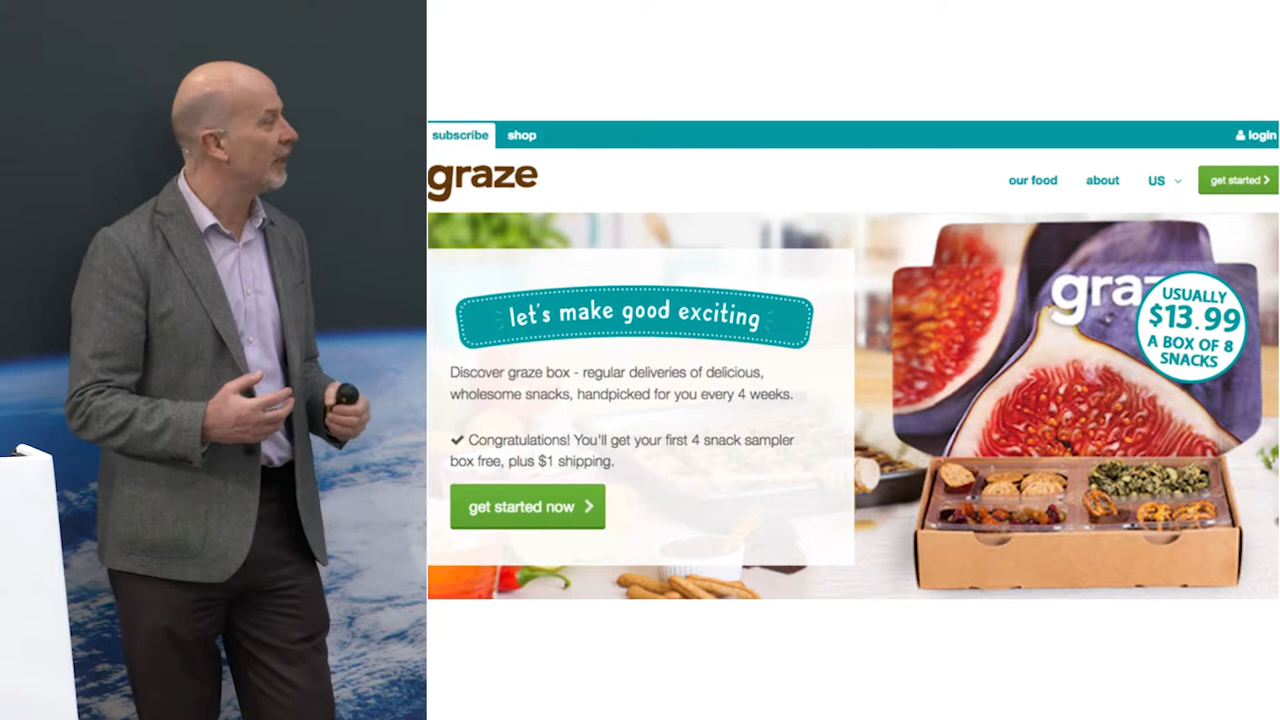 subscribe shop login
graze
our food about US get started
let's make good exciting
Discover graze box - regular deliveries of delicious,
wholesome snacks, handpicked for you every 4 weeks.
Congratulations! You'll get your first 4 snack sampler
box free, plus $1 shipping.
get started now
graz
USUALLY
$13.99
A BOX OF 8
SNACKS